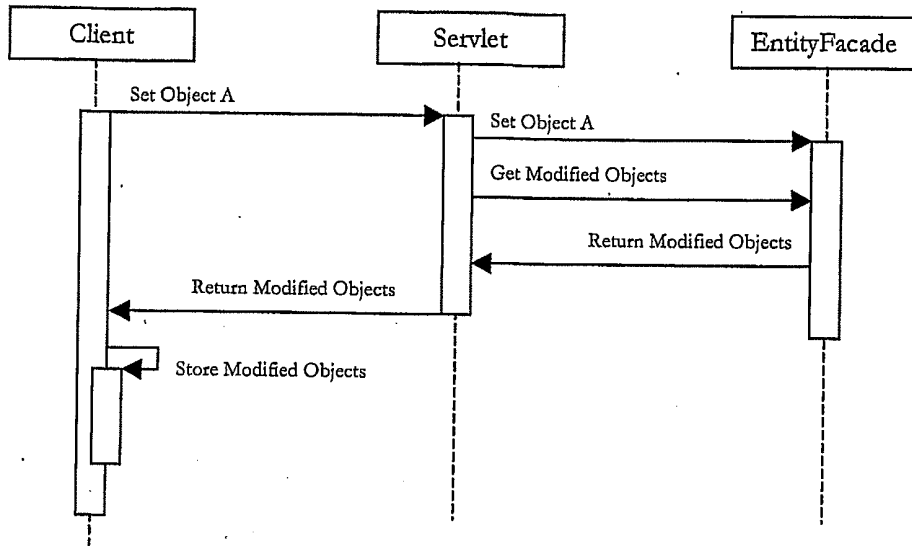 Client
Servlet
EntityFacade
Set Object A
Set Object A
Get Modified Objects
Return Modified Objects
Return Modified Objects
Store Modified Objects